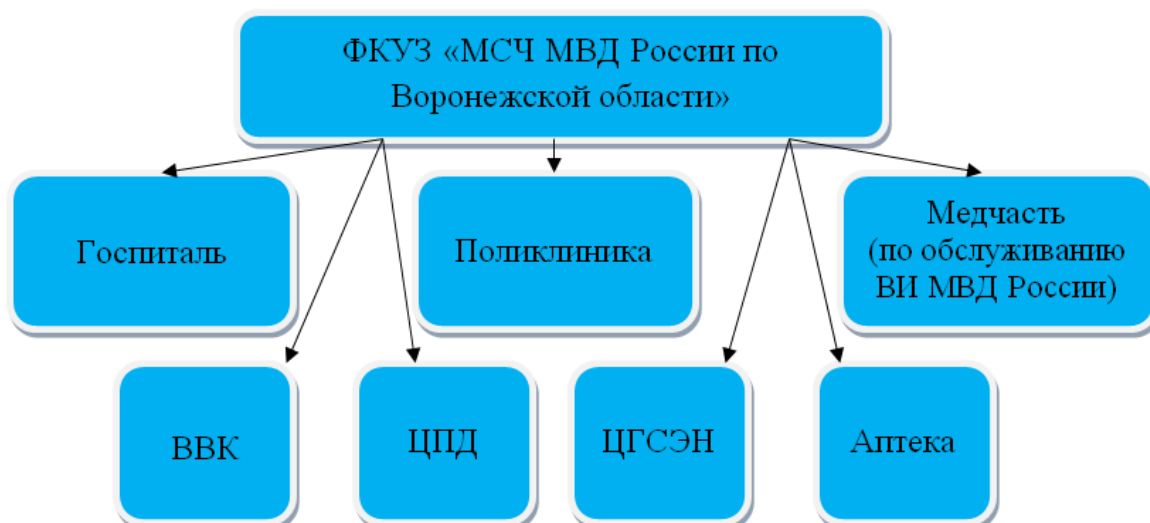 ФКУЗ «МСЧ МВД России по
Воронежской области»
Госпиталь
Поликлиника
Медчасть
(по обслуживанию
ВИ МВД России)
ВВК
ЦПД
ЦГСЭН
Аптека